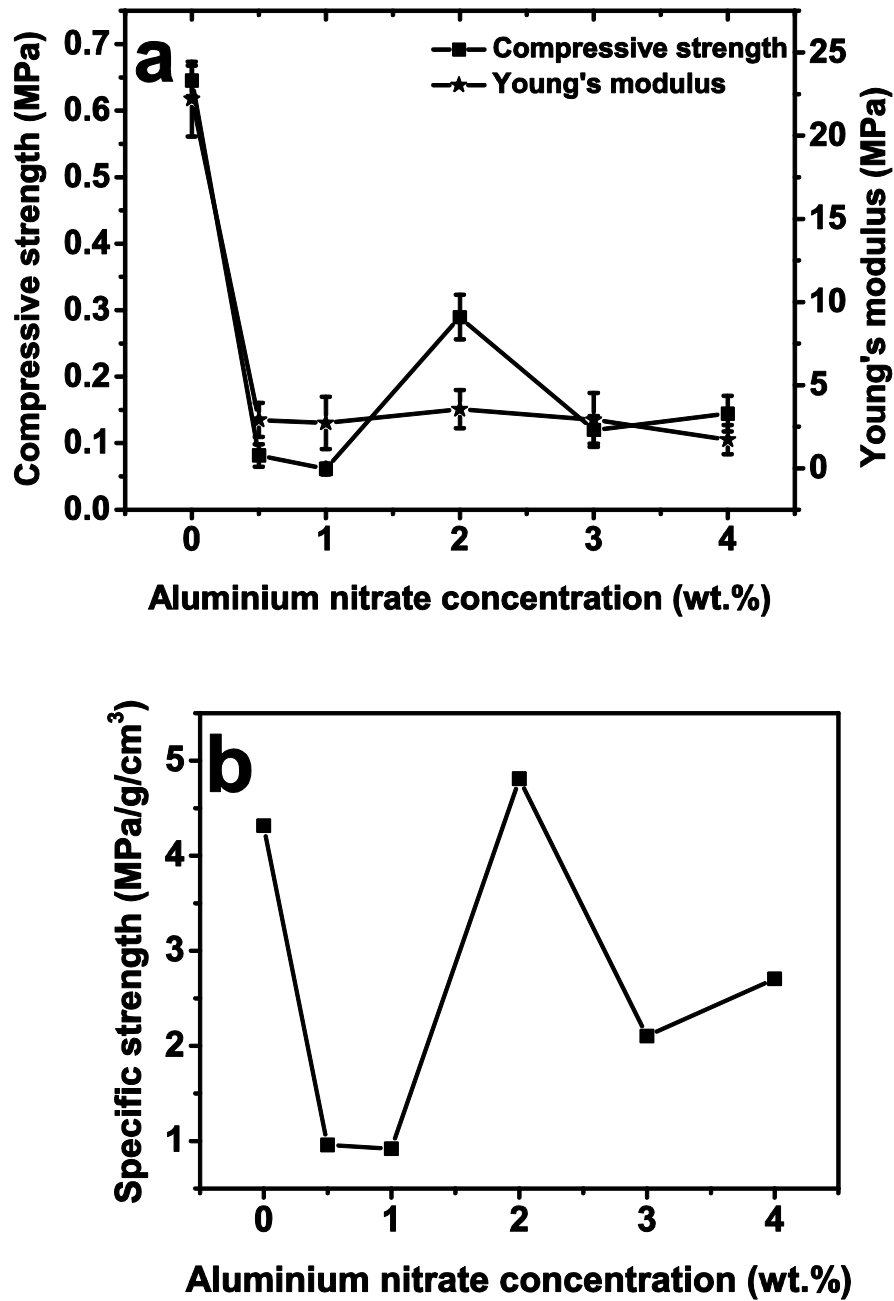 a
Compressive strength
Young's modulus
Compressive strength (MPa)
0.7
0.6
0.5
0.4
0.3
0.2
0.1
0.0
25
20
15
10
5
0
Young's modulus (MPa)
0 1 2 3 4
Aluminium nitrate concentration (wt.%)
b
Specific strength (MPa/g/cm³)
5
4
3
2
1
0 1 2 3 4
Aluminium nitrate concentration (wt.%)